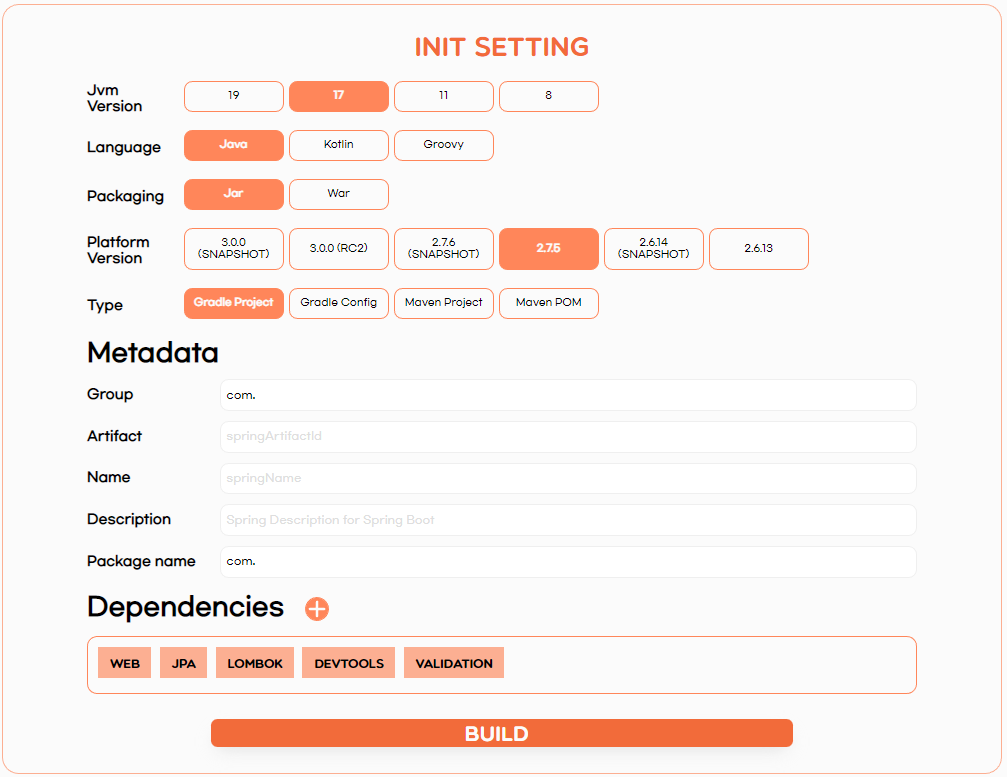 INIT SETTING
Jvm
Version
19 17 11 8
Language Java Kotlin Groovy
Packaging Jar War
Platform
Version
3.0.0
(SNAPSHOT)
3.0.0 (RC2)
2.7.6
(SNAPSHOT)
2.7.5
2.6.14
(SNAPSHOT)
2.6.13
Type Gradle Project Gradle Config Maven Project Maven POM
Metadata
Group com.
Artifact springArtifactId
Name springName
Description Spring Description for Spring Boot
Package name com.
Dependencies
WEB JPA LOMBOK DEVTOOLS VALIDATION
BUILD